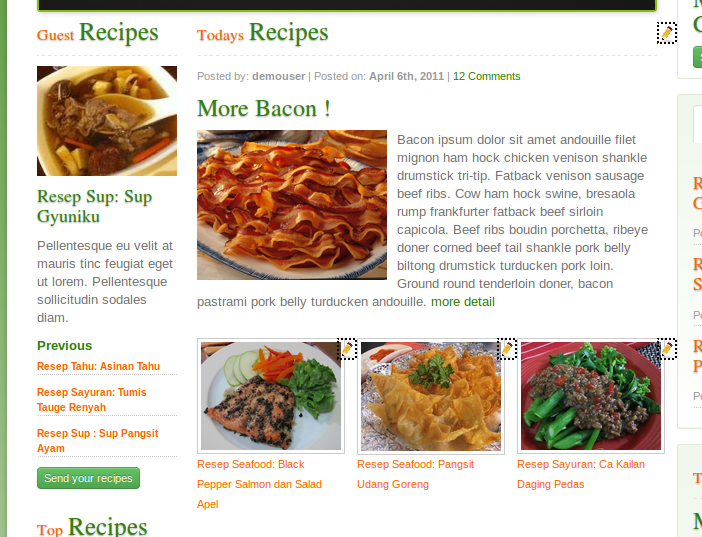 Guest Recipes
Resep Sup: Sup
Gyuniku
Pellentesque eu velit at
mauris tinc feugiat eget
ut lorem. Pellentesque
sollicitudin sodales
diam.
Previous
Resep Tahu: Asinan Tahu
Resep Sayuran: Tumis
Tauge Renyah
Resep Sup : Sup Pangsit
Ayam
Send your recipes
Top Recipes
Todays Recipes
Posted by: demouser | Posted on: April 6th, 2011 | 12 Comments
More Bacon !
Bacon ipsum dolor sit amet andouille filet
mignon ham hock chicken venison shankle
drumstick tri-tip. Fatback venison sausage
beef ribs. Cow ham hock swine, bresaola
rump frankfurter fatback beef sirloin
capicola. Beef ribs boudin porchetta, ribeye
doner corned beef tail shankle pork belly
biltong drumstick turducken pork loin.
Ground round tenderloin doner, bacon
pastrami pork belly turducken andouille. more detail
Resep Seafood: Black
Pepper Salmon dan Salad
Apel
Resep Seafood: Pangsit
Udang Goreng
Resep Sayuran: Ca Kailan
Daging Pedas